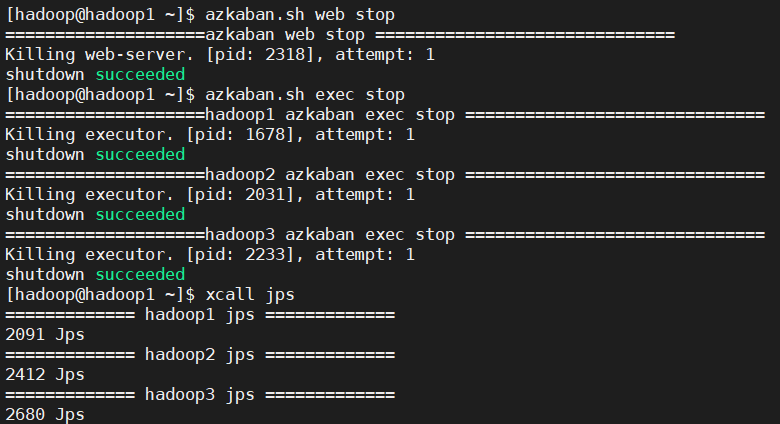 [hadoop@hadoop1 ~]$ azkaban.sh web stop
====================azkaban web stop ==============================
Killing web-server. [pid: 2318], attempt: 1
shutdown succeeded
[hadoop@hadoop1 ~]$ azkaban.sh exec stop
====================hadoop1 azkaban exec stop ==============================
Killing executor. [pid: 1678], attempt: 1
shutdown succeeded
====================hadoop2 azkaban exec stop ==============================
Killing executor. [pid: 2031], attempt: 1
shutdown succeeded
====================hadoop3 azkaban exec stop ==============================
Killing executor. [pid: 2233], attempt: 1
shutdown succeeded
[hadoop@hadoop1 ~]$ xcall jps
============= hadoop1 jps =============
2091 Jps
============= hadoop2 jps =============
2412 Jps
============= hadoop3 jps =============
2680 Jps